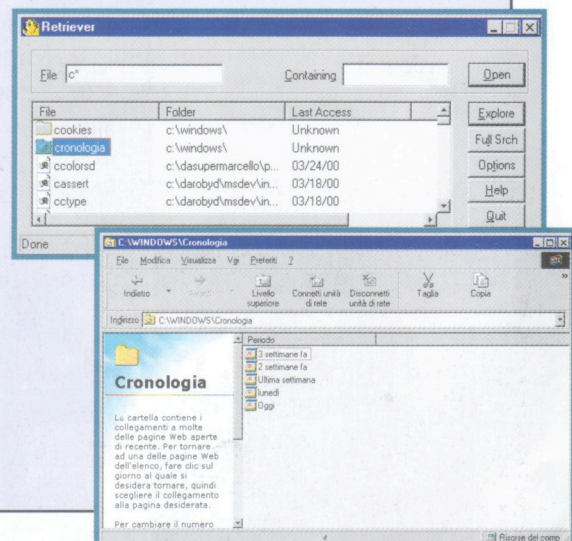 Retriever
File c* Containing Open
File Folder Last Access
cookies c:\windows\ Unknown
cronologia c:\windows\ Unknown
ccolorsd c:\dasupermarcello\p... 03/24/00
cassert c:\darobyd\msdev\in... 03/18/00
cctype c:\darobyd\msdev\in... 03/18/00
Explore
Full Srch
Options
Help
Quit
Done
C:\WINDOWS\Cronologia
File Modifica Visualizza Vai Preferiti ?
Indietro Livello superiore Connetti unità di rete Disconnetti unità di rete Taglia Copia »
Indirizzo C:\WINDOWS\Cronologia
Cronologia
La cartella contiene i
collegamenti a molte
delle pagine Web aperte
di recente. Per tornare
ad una delle pagine Web
dell'elenco, fare clic sul
giorno al quale si
desidera tornare, quindi
scegliere il collegamento
alla pagina desiderata.
Per cambiare il numero
Periodo
3 settimane fa
2 settimane fa
Ultima settimana
lunedì
Oggi
Risorse del comp